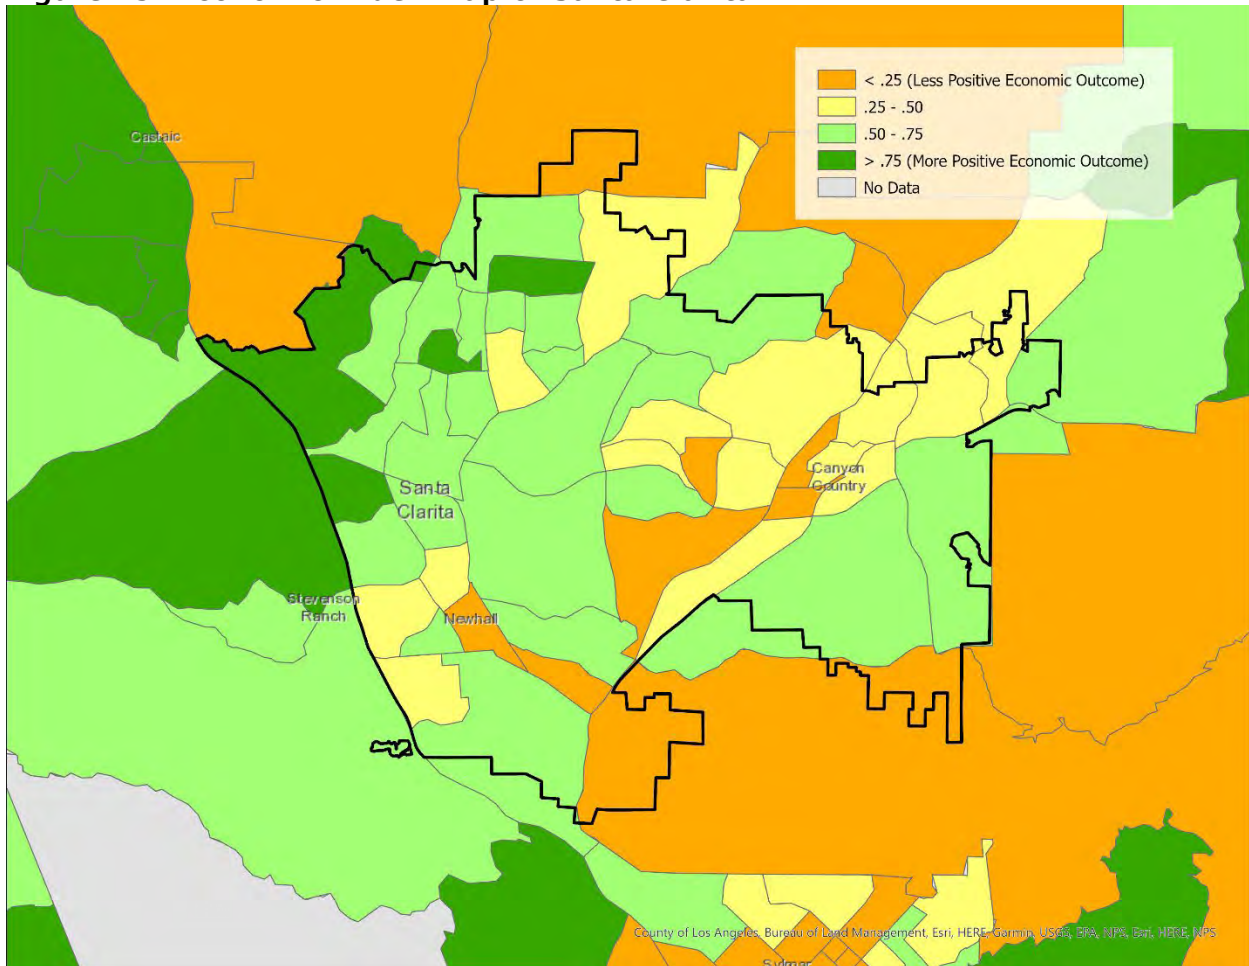 < .25 (Less Positive Economic Outcome)
.25 - .50
.50 - .75
> .75 (More Positive Economic Outcome)
No Data
Castaic
Santa
Clarita
Canyon
Country
Stevenson
Ranch
Newhall
County of Los Angeles, Bureau of Land Management, Esri, HERE, Garmin, USGS, EPA, NPS, Esri, HERE, NPS
Sylmar